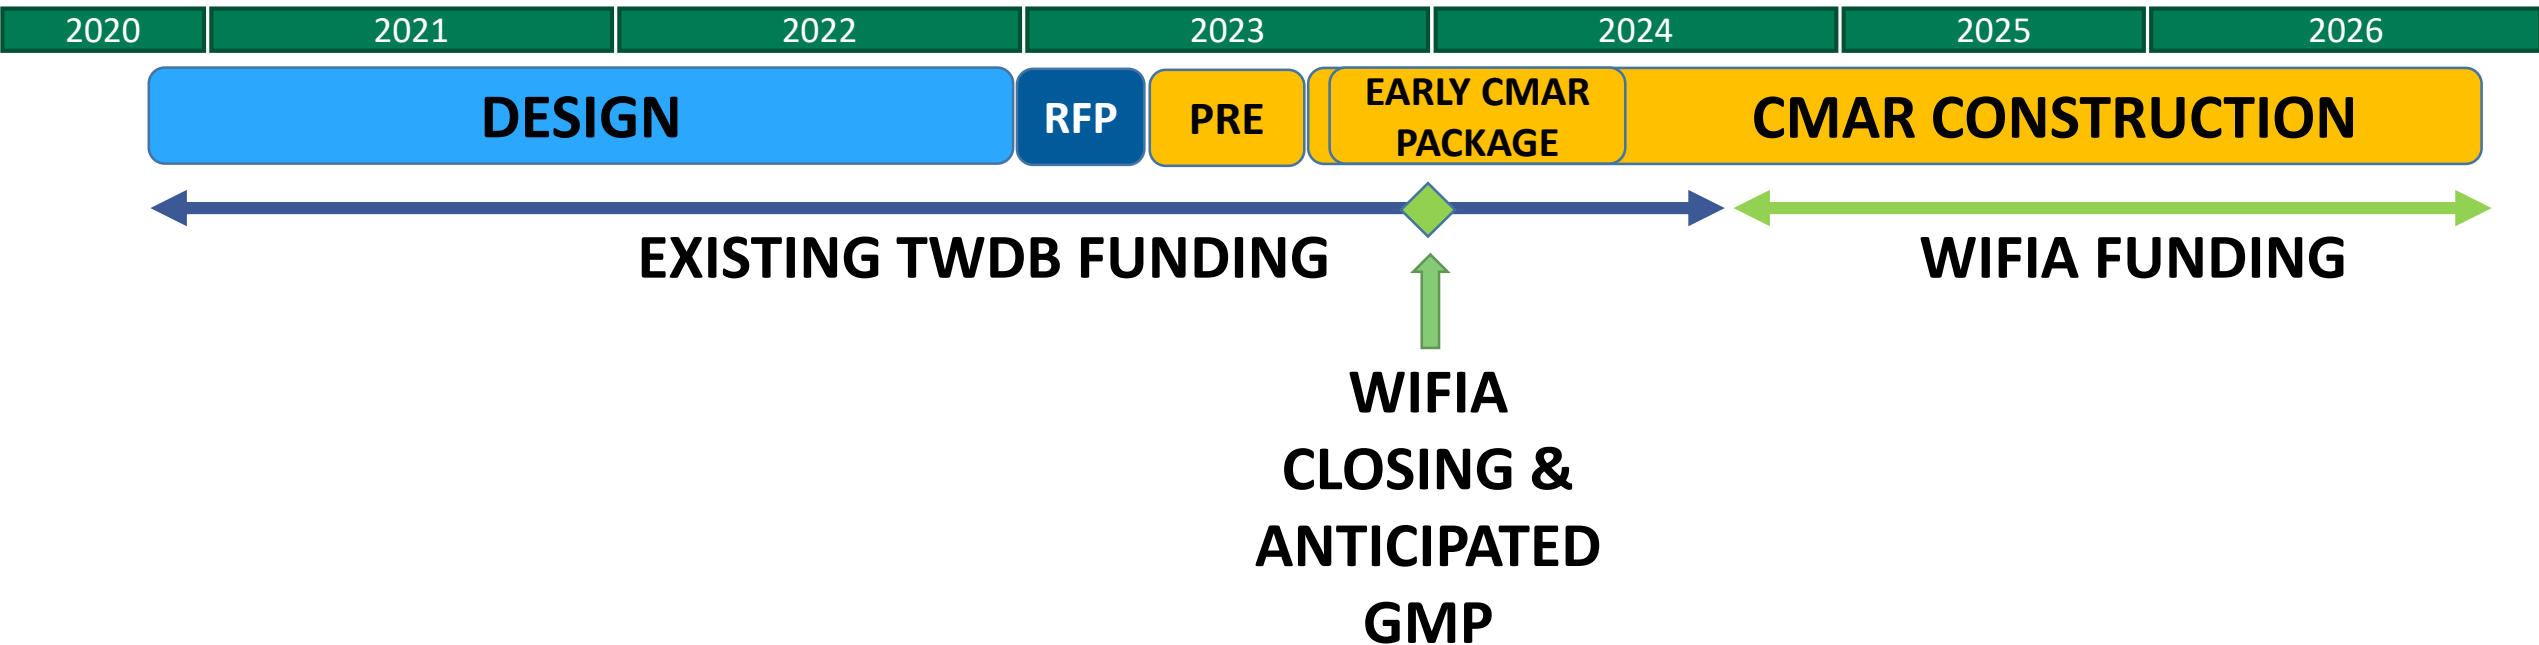 2020 2021 2022 2023 2024 2025 2026
DESIGN
RFP
PRE
EARLY CMAR
PACKAGE
CMAR CONSTRUCTION
EXISTING TWDB FUNDING
WIFIA FUNDING
WIFIA
CLOSING &
ANTICIPATED
GMP